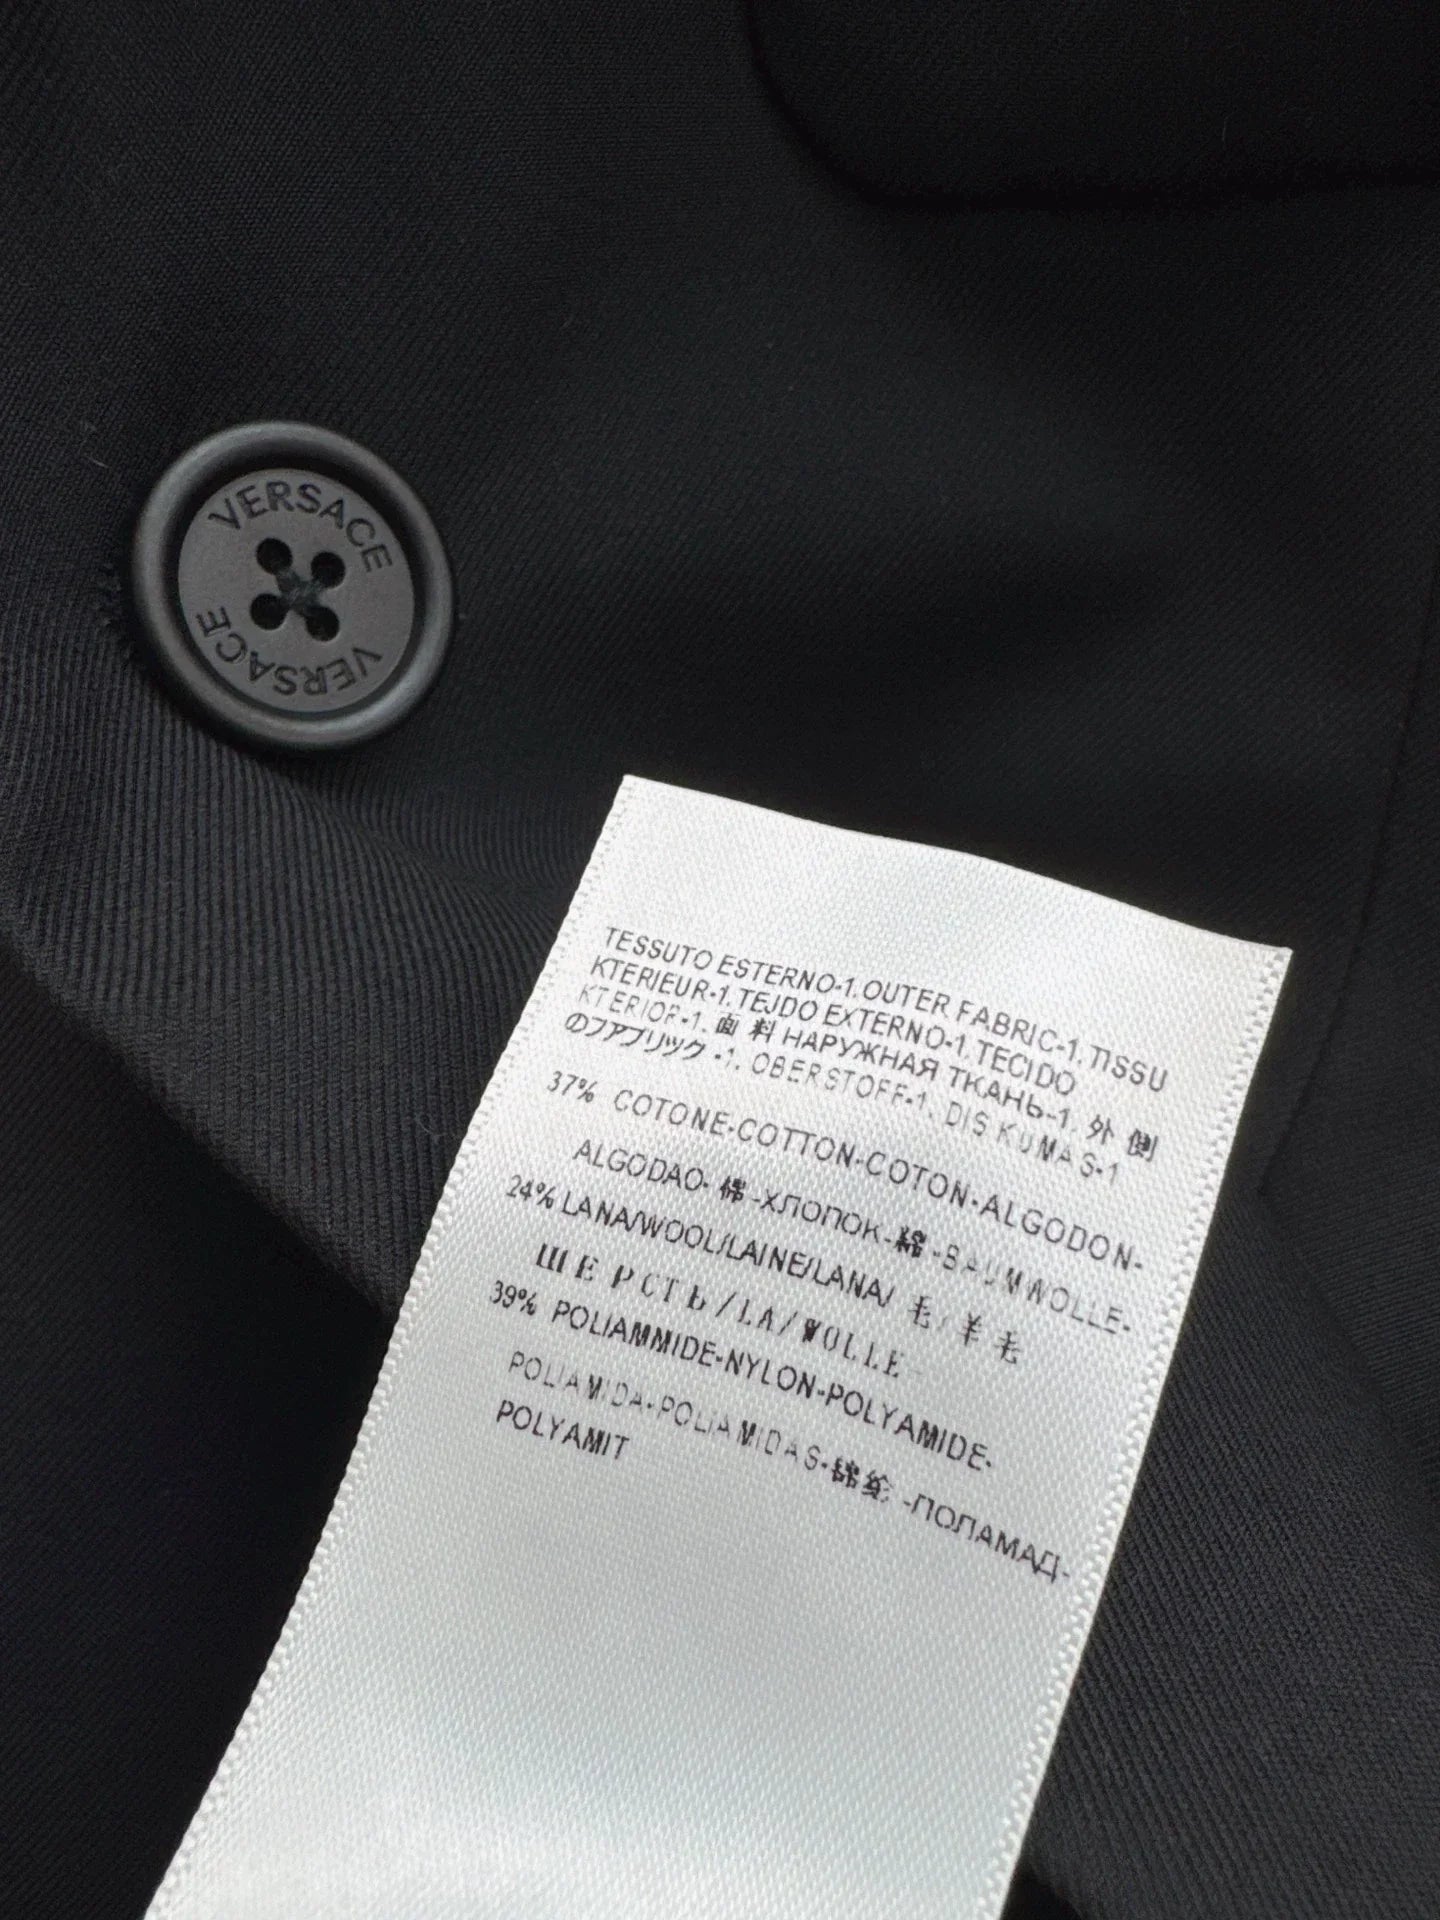 VERSACE
VERSACE
TESSUTO ESTERNO-1. OUTER FABRIC-1. TISSU
KTERIEUR-1. TEJDO EXTERNO-1. TECIDO
KTERIOR-1. 面 料 НАРУЖНАЯ ТКАНЬ-1. 外 側
のファブリック -1. OBERSTOFF-1. DIS KUMAS-1
37% COTONE-COTTON-COTON-ALGODON-
ALGODAO- 棉 -ХЛОПОК- 綿 -BAUMWOLLE-
24% LANA/WOOL/LAINE/LANA/ 毛/ 羊 毛
ШЕ РСТЬ/LA/WOLLE-
39% POLIAMMIDE-NYLON-POLYAMIDE-
POLIAMIDA-POLIAMIDAS-錦纶 -ПОЛАМАД-
POLYAMIT